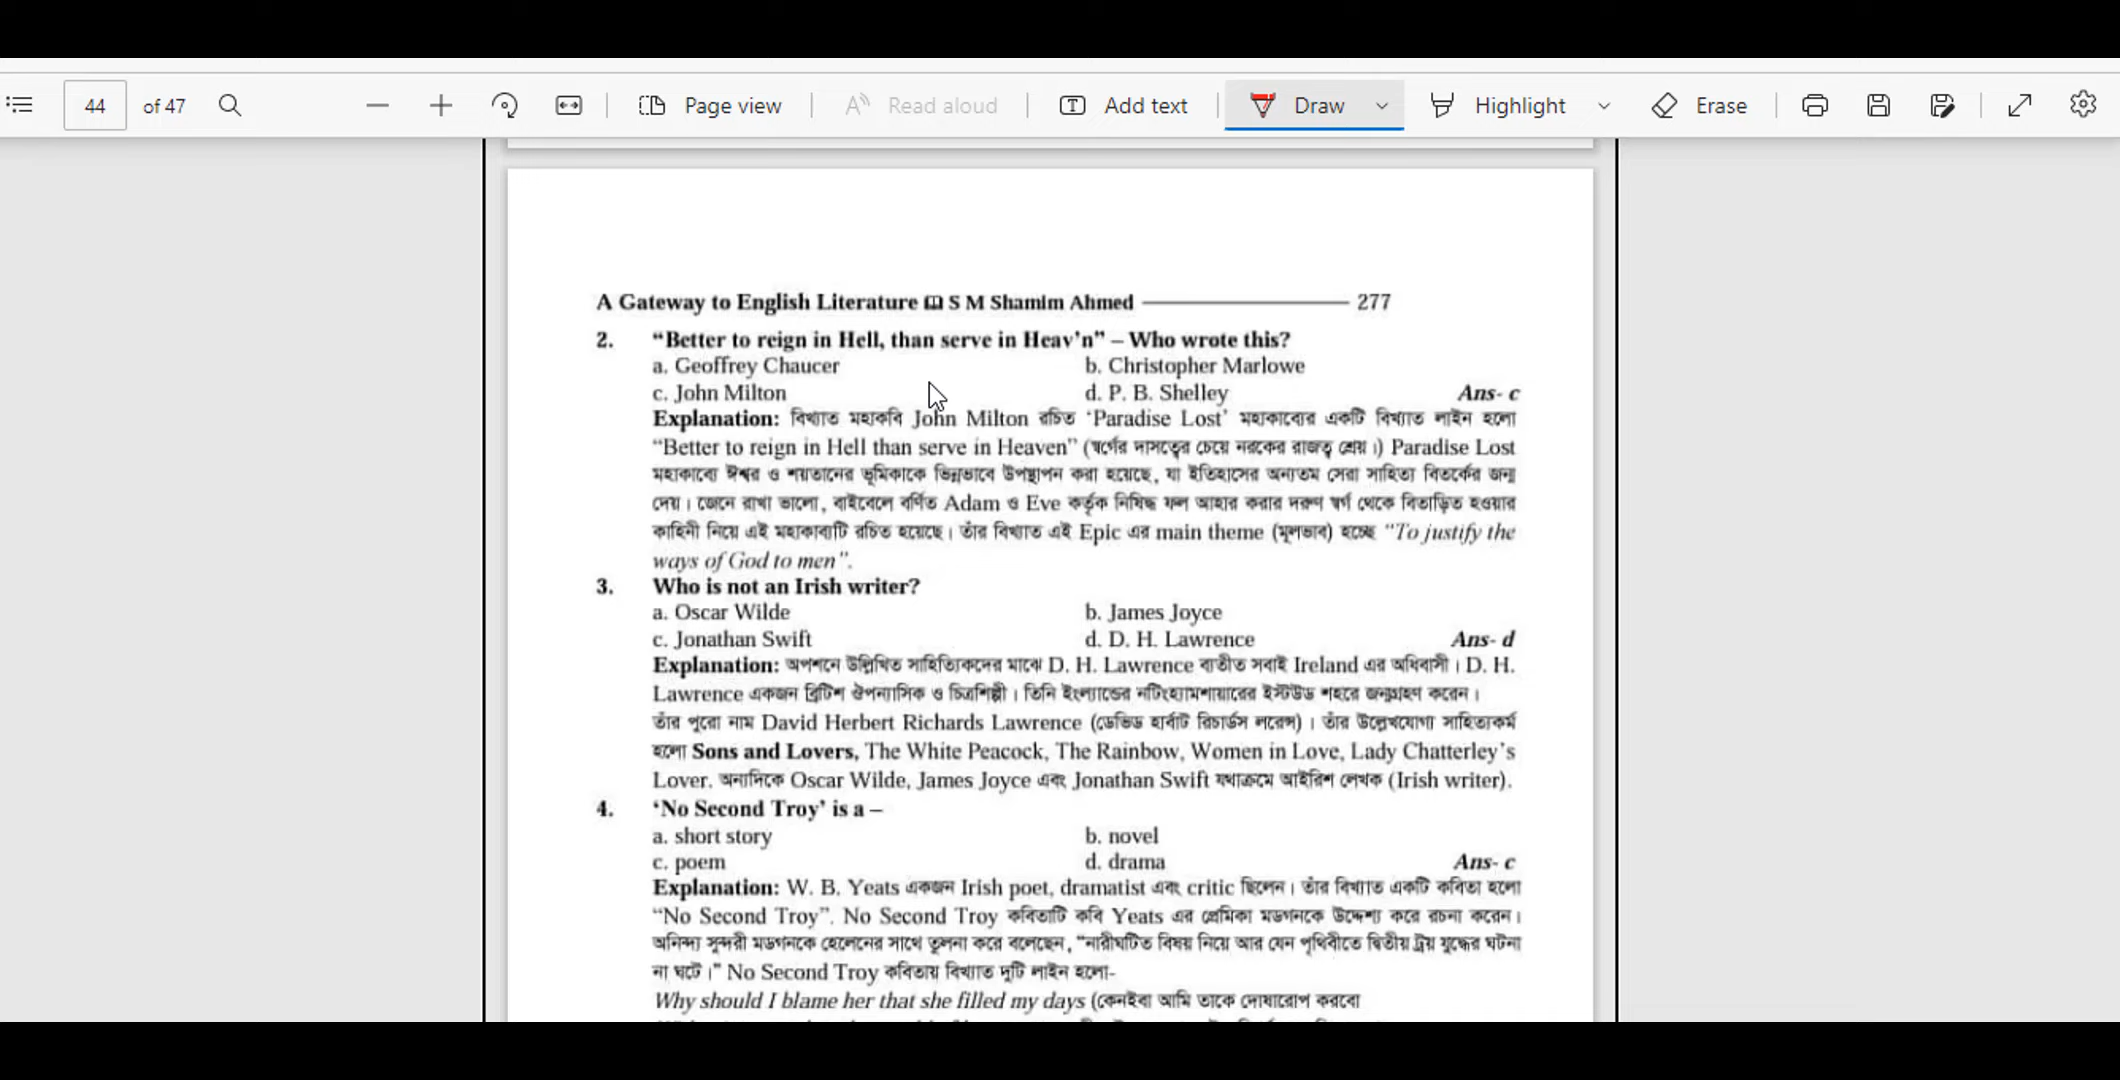 44 of 47 Page view Read aloud Add text Draw Highlight Erase
A Gateway to English Literature S M Shamim Ahmed 277
2. “Better to reign in Hell, than serve in Heav’n” – Who wrote this?
a. Geoffrey Chaucer b. Christopher Marlowe
c. John Milton d. P. B. Shelley Ans- c
Explanation: বিখ্যাত মহাকবি John Milton রচিত ‘Paradise Lost’ মহাকাব্যের একটি বিখ্যাত লাইন হলো
“Better to reign in Hell than serve in Heaven” (স্বর্গের দাসত্বের চেয়ে নরকের রাজত্ব শ্রেয়।) Paradise Lost
মহাকাব্যে ঈশ্বর ও শয়তানের ভূমিকাকে ভিন্নভাবে উপস্থাপন করা হয়েছে, যা ইতিহাসের অন্যতম সেরা সাহিত্য বিতর্কের জন্ম
দেয়। জেনে রাখা ভালো, বাইবেলে বর্ণিত Adam ও Eve কর্তৃক নিষিদ্ধ ফল আহার করার দরুণ স্বর্গ থেকে বিতাড়িত হওয়ার
কাহিনী নিয়ে এই মহাকাব্যটি রচিত হয়েছে। তাঁর বিখ্যাত এই Epic এর main theme (মূলভাব) হচ্ছে “To justify the
ways of God to men”.
3. Who is not an Irish writer?
a. Oscar Wilde b. James Joyce
c. Jonathan Swift d. D. H. Lawrence Ans- d
Explanation: অপশনে উল্লিখিত সাহিত্যিকদের মাঝে D. H. Lawrence ব্যতীত সবাই Ireland এর অধিবাসী। D. H.
Lawrence একজন ব্রিটিশ ঔপন্যাসিক ও চিত্রশিল্পী। তিনি ইংল্যান্ডের নটিংহ্যামশায়ারের ইস্টউড শহরে জন্মগ্রহণ করেন।
তাঁর পুরো নাম David Herbert Richards Lawrence (ডেভিড হার্বাট রিচার্ডস লরেন্স)। তাঁর উল্লেখযোগ্য সাহিত্যকর্ম
হলো Sons and Lovers, The White Peacock, The Rainbow, Women in Love, Lady Chatterley’s
Lover. অন্যদিকে Oscar Wilde, James Joyce এবং Jonathan Swift যথাক্রমে আইরিশ লেখক (Irish writer).
4. ‘No Second Troy’ is a –
a. short story b. novel
c. poem d. drama Ans- c
Explanation: W. B. Yeats একজন Irish poet, dramatist এবং critic ছিলেন। তাঁর বিখ্যাত একটি কবিতা হলো
“No Second Troy”. No Second Troy কবিতাটি কবি Yeats এর প্রেমিকা মডগনকে উদ্দেশ্য করে রচনা করেন।
অনিন্দ্য সুন্দরী মডগনকে হেলেনের সাথে তুলনা করে বলেছেন, “নারীঘটিত বিষয় নিয়ে আর যেন পৃথিবীতে দ্বিতীয় ট্রয় যুদ্ধের ঘটনা
না ঘটে।” No Second Troy কবিতায় বিখ্যাত দুটি লাইন হলো-
Why should I blame her that she filled my days (কেনইবা আমি তাকে দোষারোপ করবো